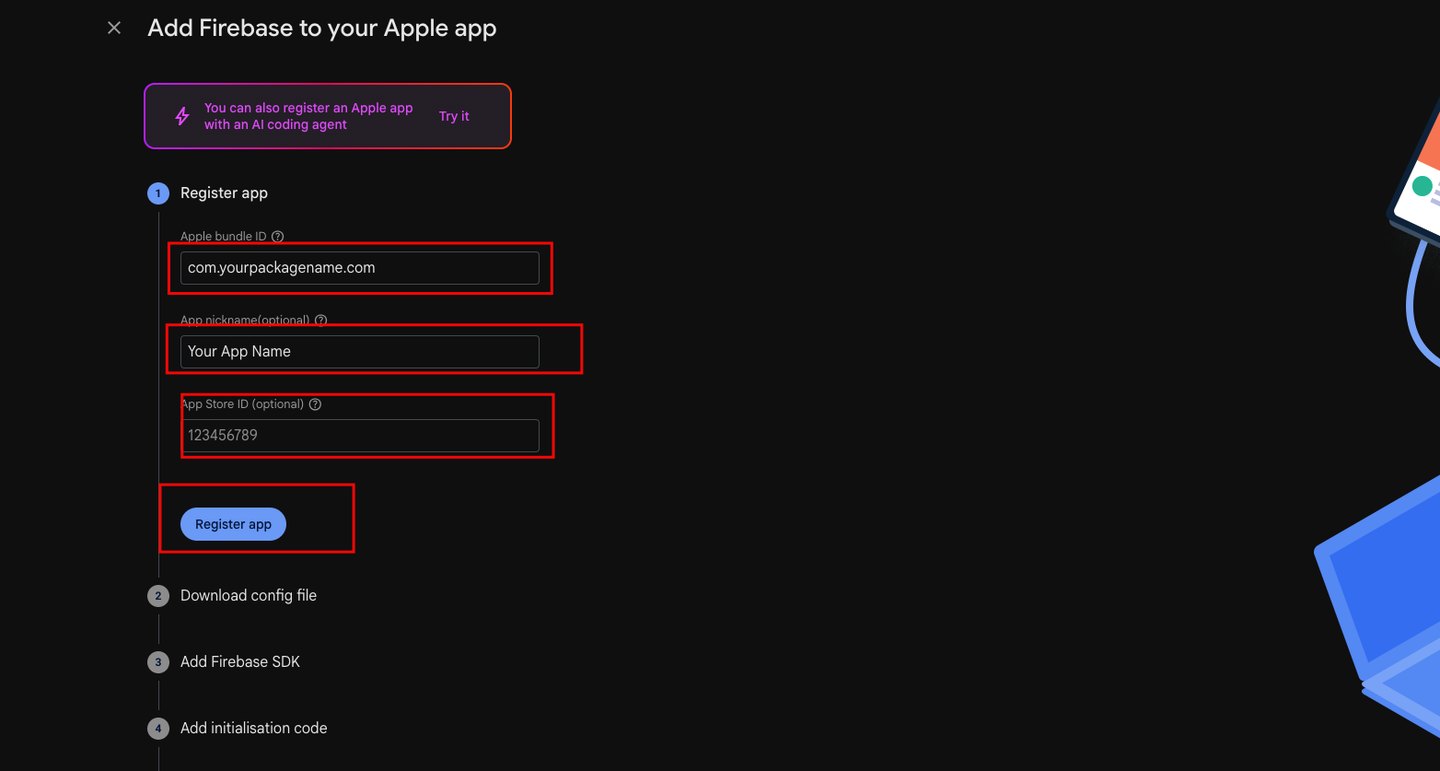 Add Firebase to your Apple app
You can also register an Apple app
with an AI coding agent
Try it
1 Register app
Apple bundle ID ?
com.yourpackagename.com
App nickname(optional) ?
Your App Name
App Store ID (optional) ?
123456789
Register app
2 Download config file
3 Add Firebase SDK
4 Add initialisation code